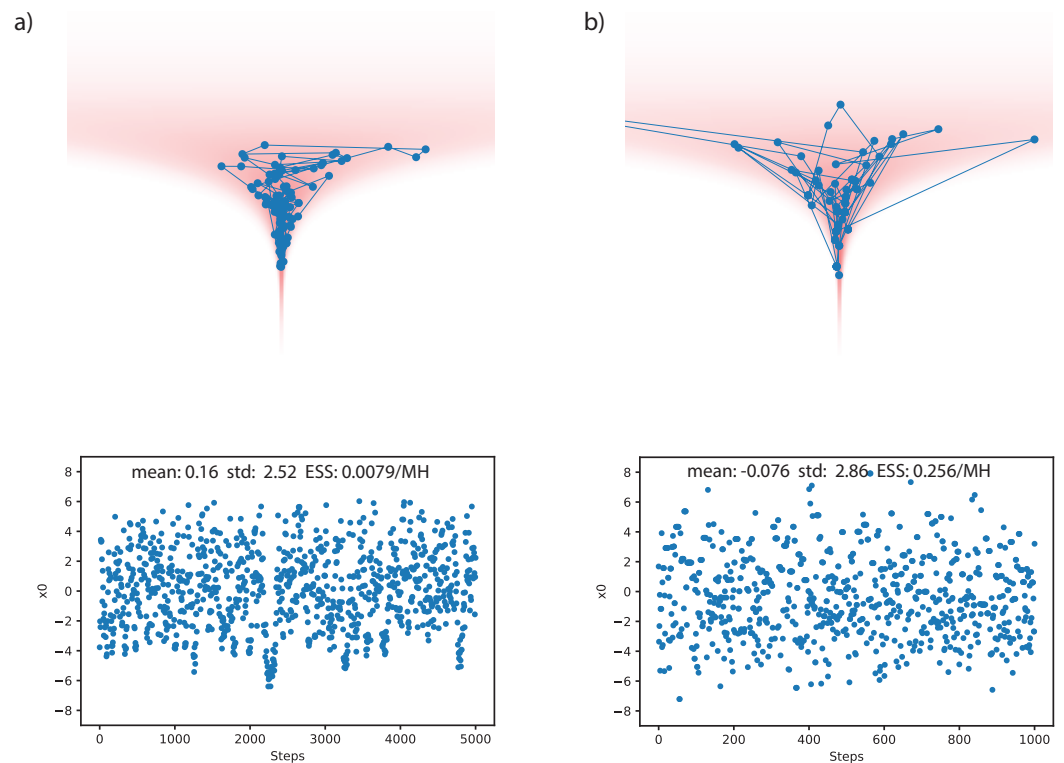 a)
b)
mean: 0.16 std: 2.52 ESS: 0.0079/MH
8
6
4
2
0
−2
−4
−6
−8
x0
0 1000 2000 3000 4000 5000
Steps
mean: -0.076 std: 2.86 ESS: 0.256/MH
8
6
4
2
0
−2
−4
−6
−8
x0
0 200 400 600 800 1000
Steps